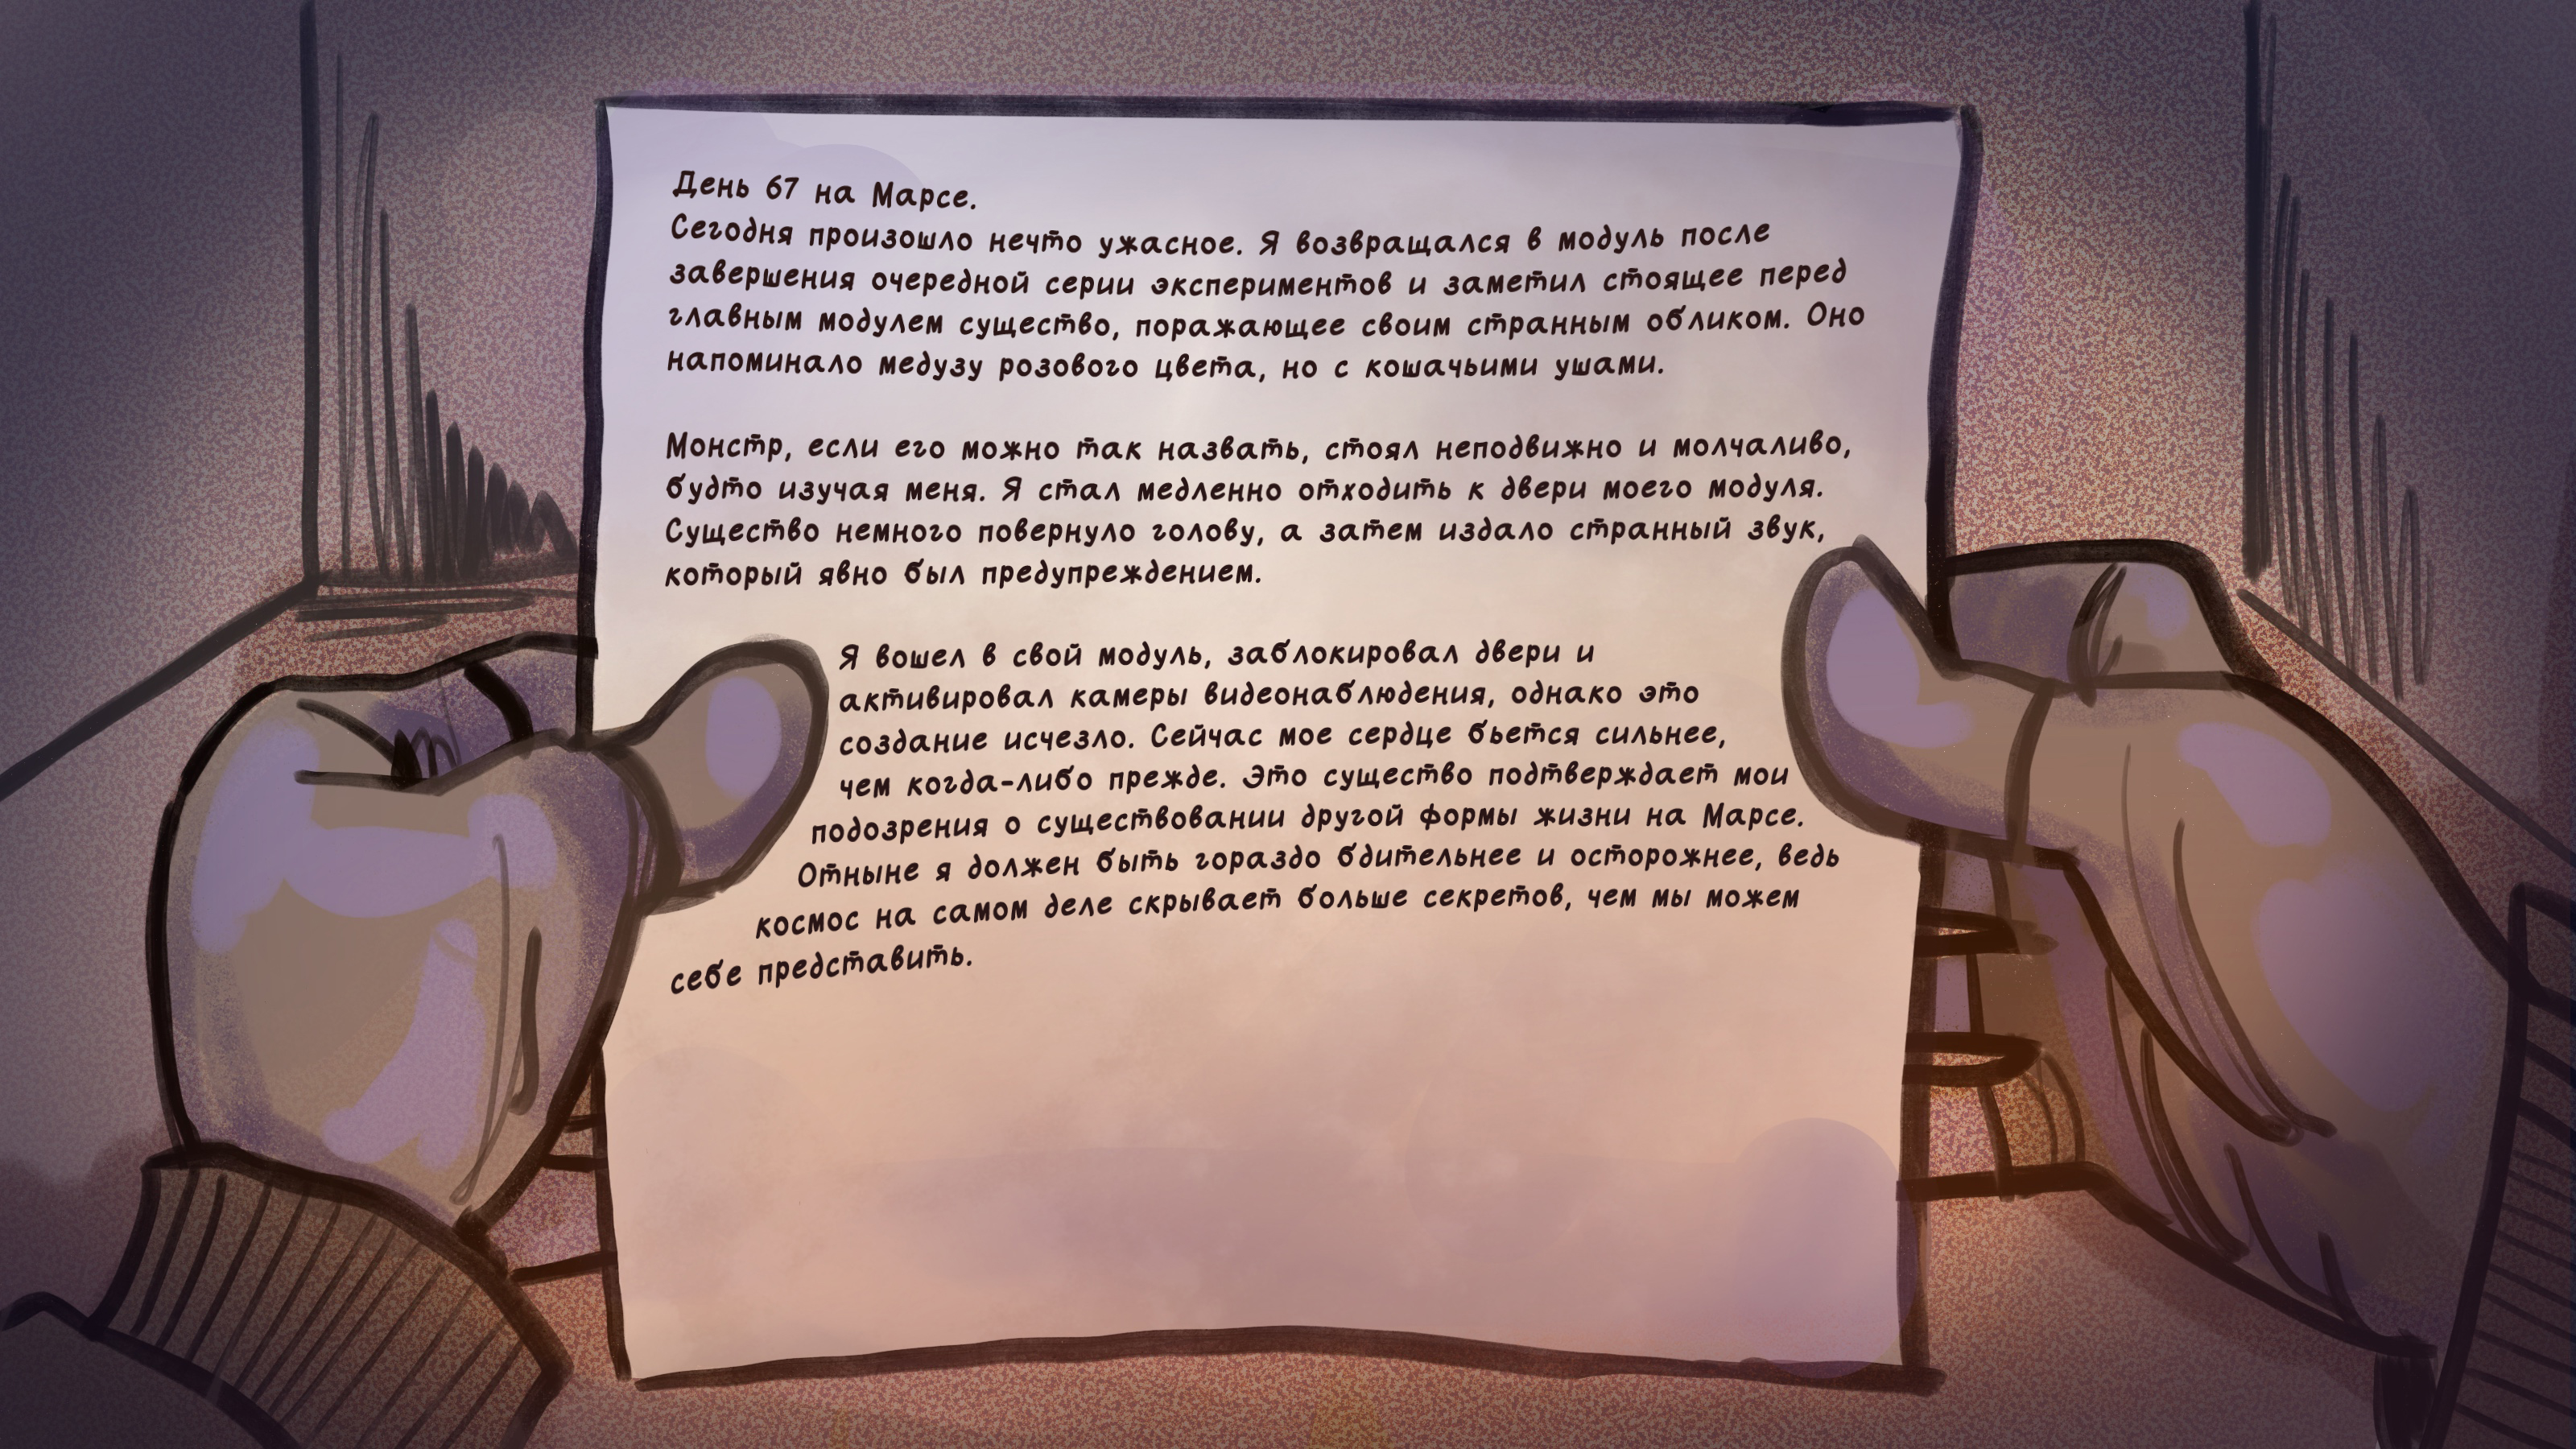 День 67 на Марсе.
Сегодня произошло нечто ужасное. Я возвращался в модуль после
завершения очередной серии экспериментов и заметил стоящее перед
главным модулем существо, поражающее своим странным обликом. Оно
напоминало медузу розового цвета, но с кошачьими ушами.
Монстр, если его можно так назвать, стоял неподвижно и молчаливо,
будто изучая меня. Я стал медленно отходить к двери моего модуля.
Существо немного повернуло голову, а затем издало странный звук,
который явно был предупреждением.
Я вошел в свой модуль, заблокировал двери и
активировал камеры видеонаблюдения, однако это
создание исчезло. Сейчас мое сердце бьется сильнее,
чем когда-либо прежде. Это существо подтверждает мои
подозрения о существовании другой формы жизни на Марсе.
Отныне я должен быть гораздо бдительнее и осторожнее, ведь
космос на самом деле скрывает больше секретов, чем мы можем
себе представить.